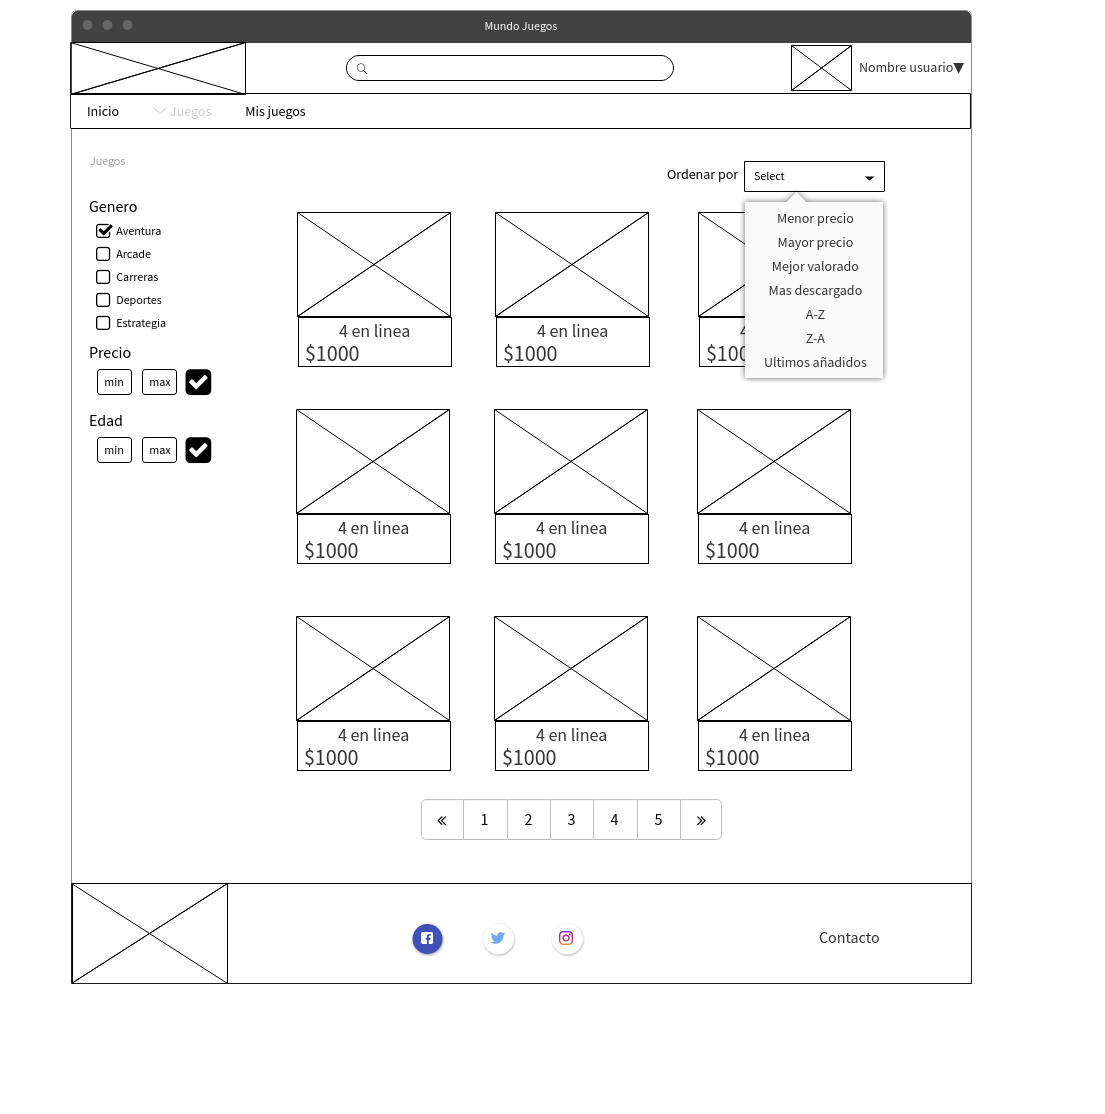 Mundo Juegos
Nombre usuario
Inicio Juegos Mis juegos
Juegos
Ordenar por Select
Menor precio
Mayor precio
Mejor valorado
Mas descargado
A-Z
Z-A
Ultimos añadidos
Genero
Aventura
Arcade
Carreras
Deportes
Estrategia
Precio
min max
Edad
min max
4 en linea
$1000
4 en linea
$1000
4
$100
4 en linea
$1000
4 en linea
$1000
4 en linea
$1000
4 en linea
$1000
4 en linea
$1000
4 en linea
$1000
« 1 2 3 4 5 »
Contacto